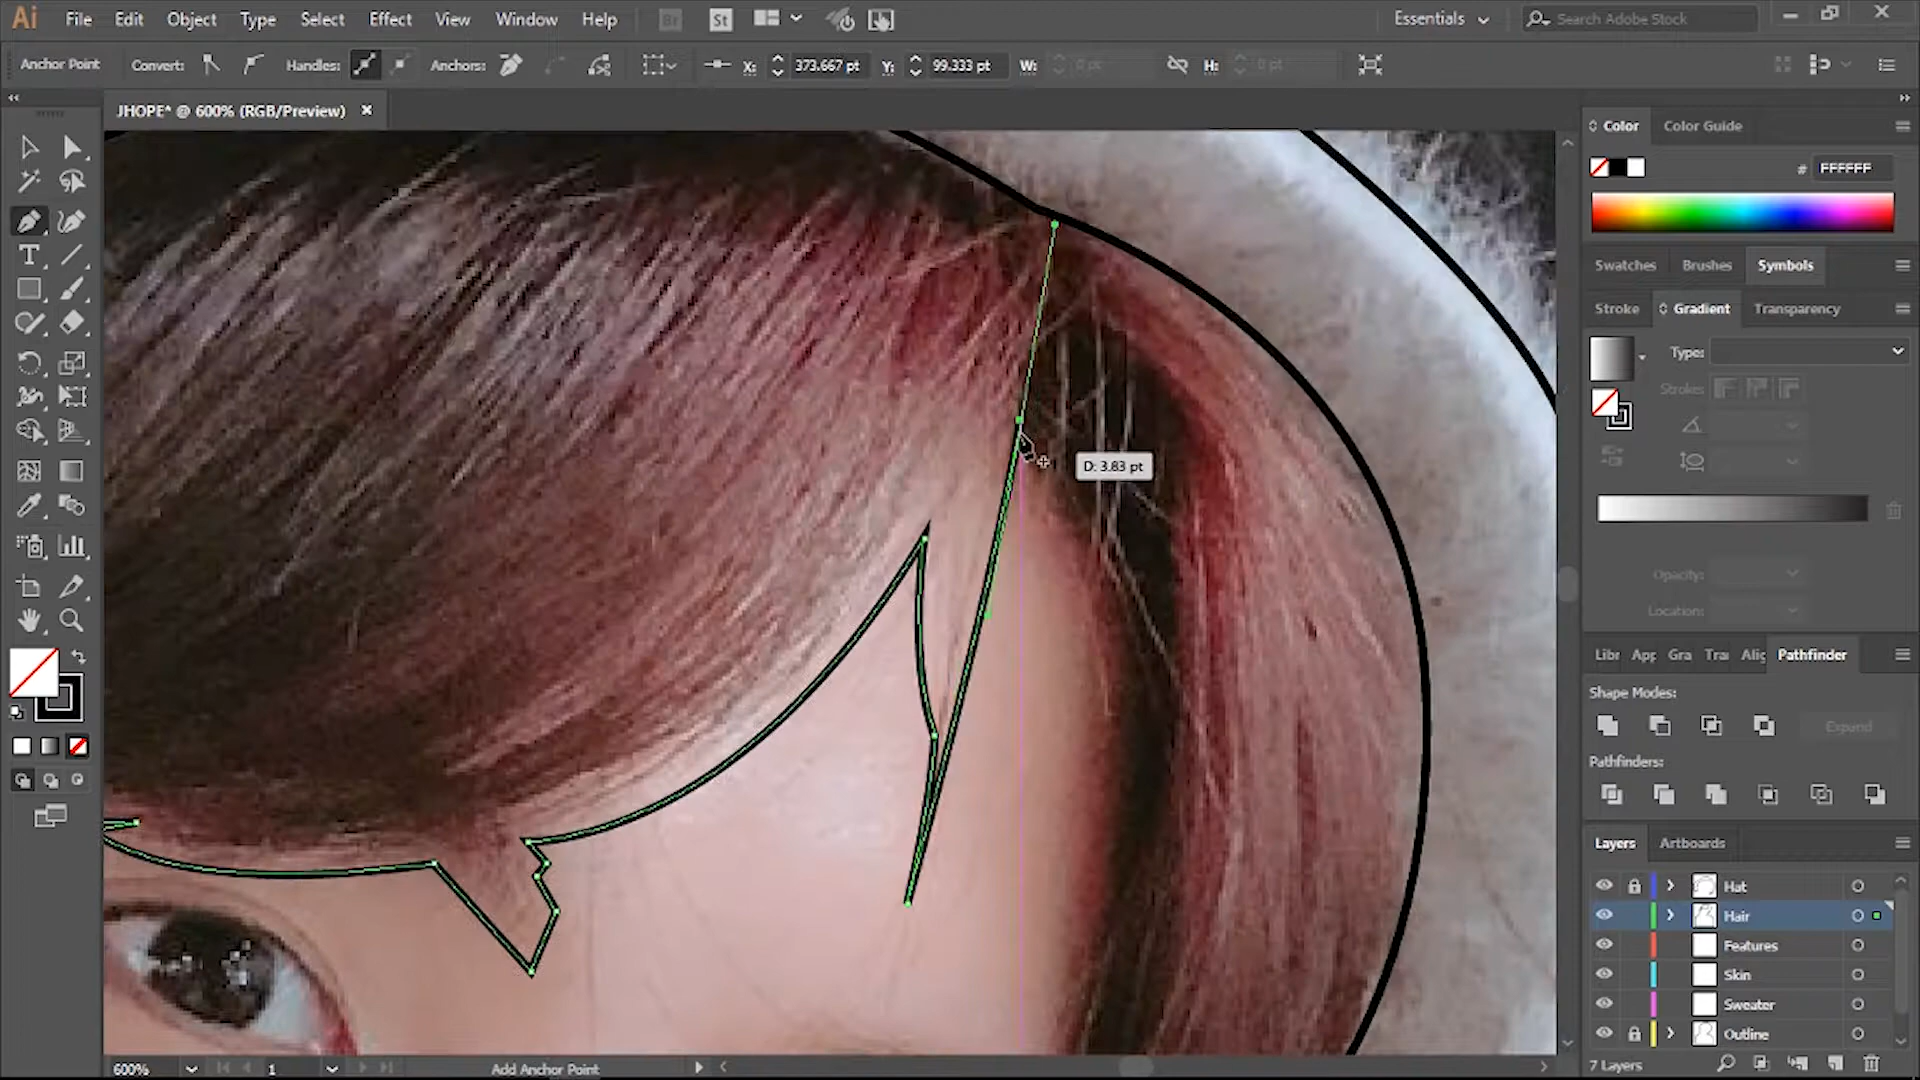 Ai File Edit Object Type Select Effect View Window Help Br St Essentials Search Adobe Stock
Anchor Point Convert: Handles: Anchors: X: 373.667 pt Y: 99.333 pt W: 0 pt H: 0 pt
JHOPE* @ 600% (RGB/Preview)
Color Color Guide
# FFFFFF
Swatches Brushes Symbols
Stroke Gradient Transparency
Type:
Strokes
D: 3.83 pt
Opacity:
Location:
Libr App Gra Tra Alig Pathfinder
Shape Modes:
Expand
Pathfinders:
Layers Artboards
Hat
Hair
Features
Skin
Sweater
Outline
7 Layers
600% 1 Add Anchor Point